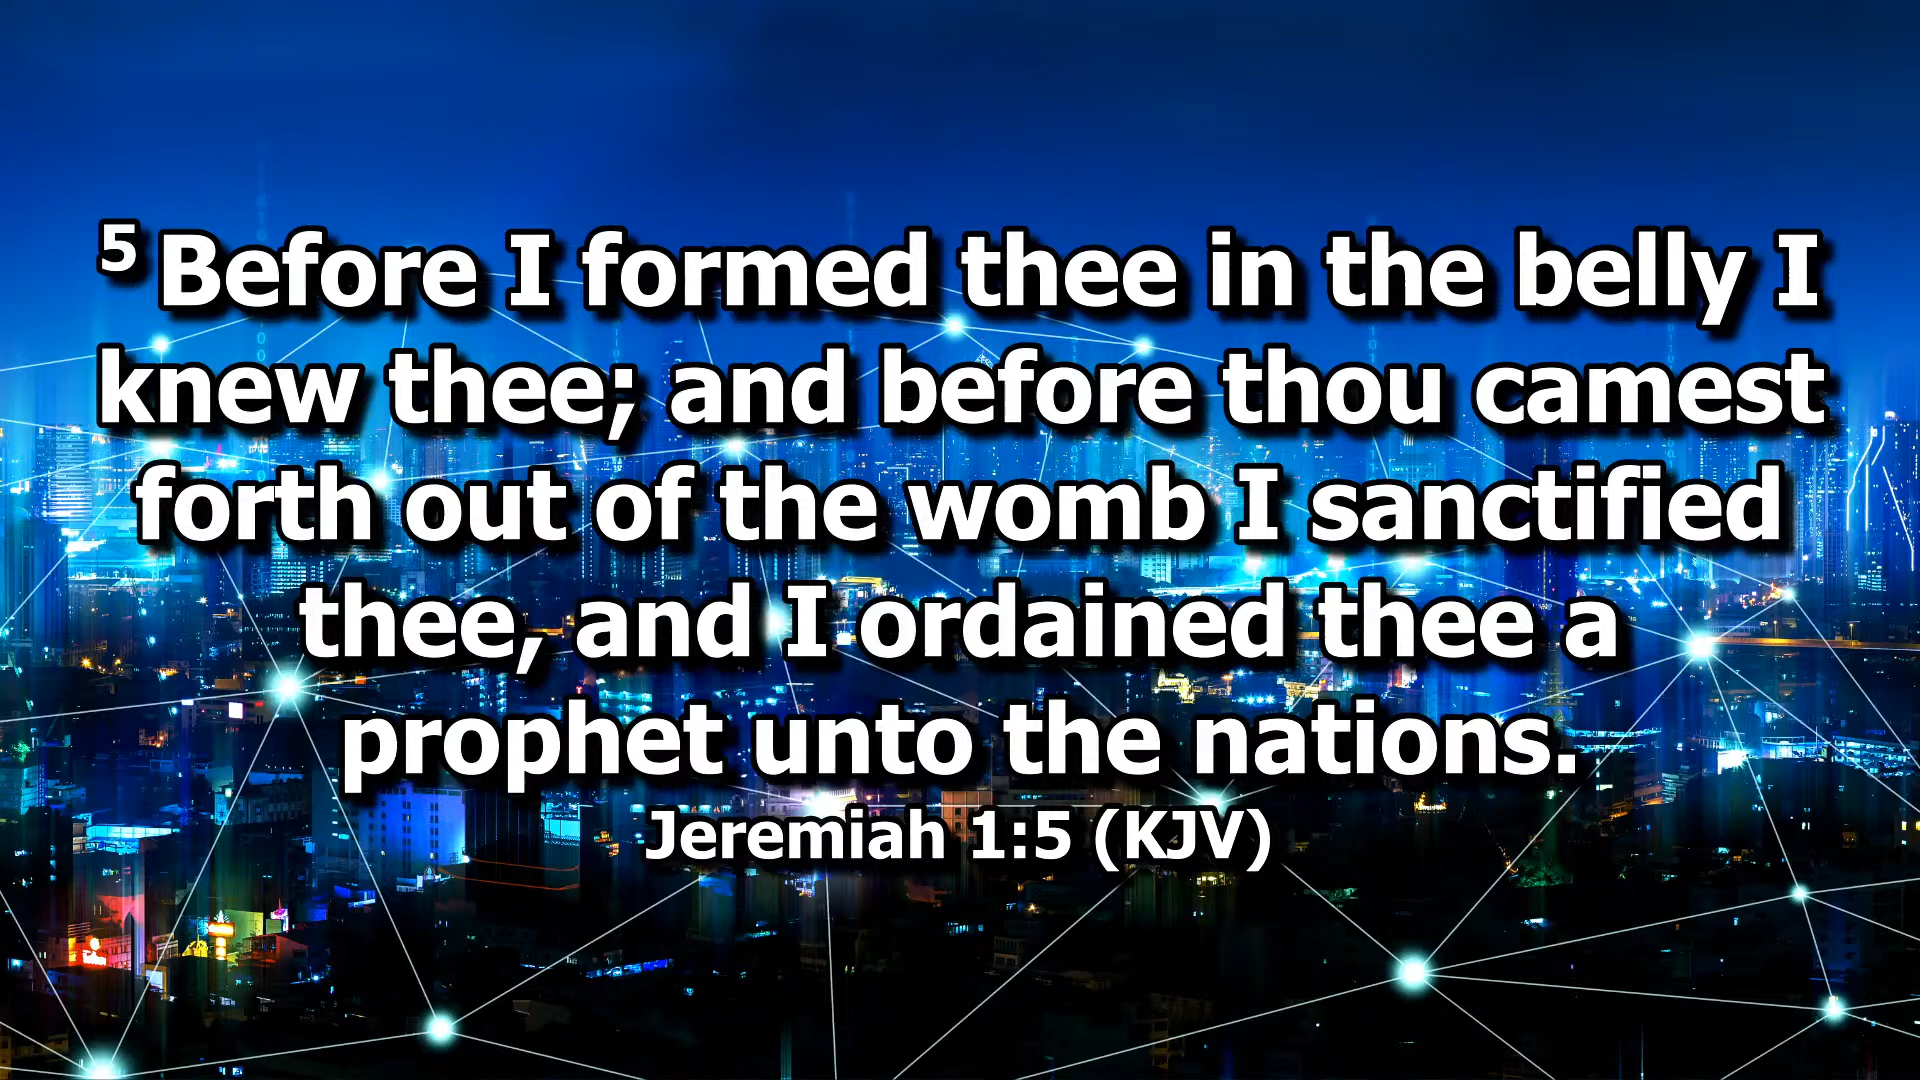 5 Before I formed thee in the belly I
knew thee; and before thou camest
forth out of the womb I sanctified
thee, and I ordained thee a
prophet unto the nations.
Jeremiah 1:5 (KJV)